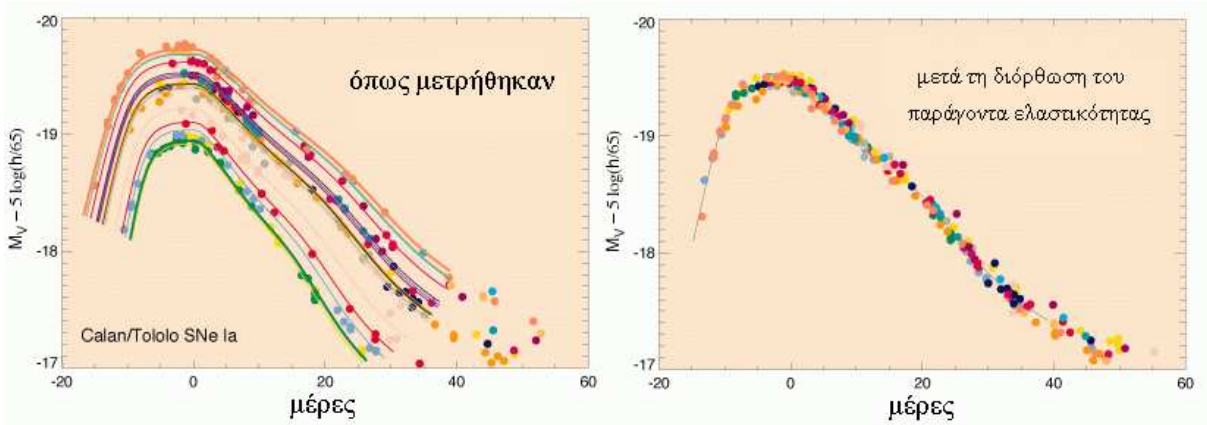 -20
-19
-18
-17
M_V – 5 log(h/65)
όπως μετρήθηκαν
Calan/Tololo SNe Ia
-20 0 20 40 60
μέρες
-20
-19
-18
-17
M_V – 5 log(h/65)
μετά τη διόρθωση του
παράγοντα ελαστικότητας
-20 0 20 40 60
μέρες